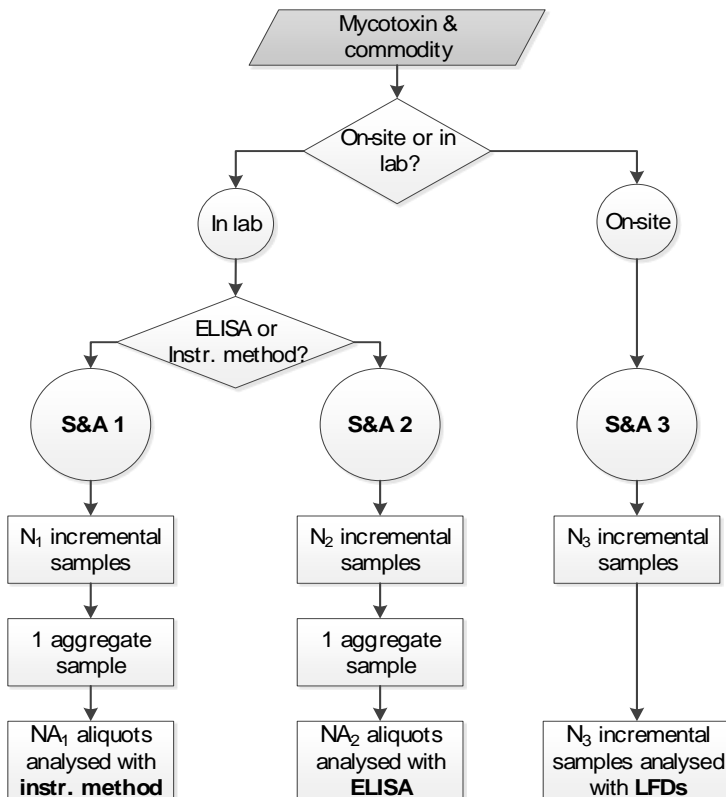 Mycotoxin &
commodity
On-site or in
lab?
In lab
On-site
ELISA or
Instr. method?
S&A 1
S&A 2
S&A 3
N₁ incremental
samples
N₂ incremental
samples
N₃ incremental
samples
1 aggregate
sample
1 aggregate
sample
NA₁ aliquots
analysed with
instr. method
NA₂ aliquots
analysed with
ELISA
N₃ incremental
samples analysed
with LFDs